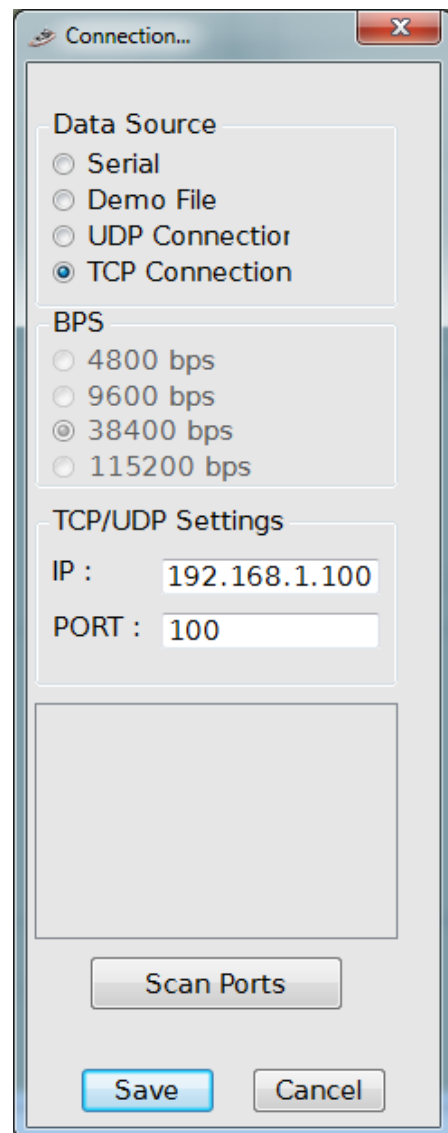 Connection...
Data Source
Serial
Demo File
UDP Connection
TCP Connection
BPS
4800 bps
9600 bps
38400 bps
115200 bps
TCP/UDP Settings
IP : 192.168.1.100
PORT : 100
Scan Ports
Save Cancel